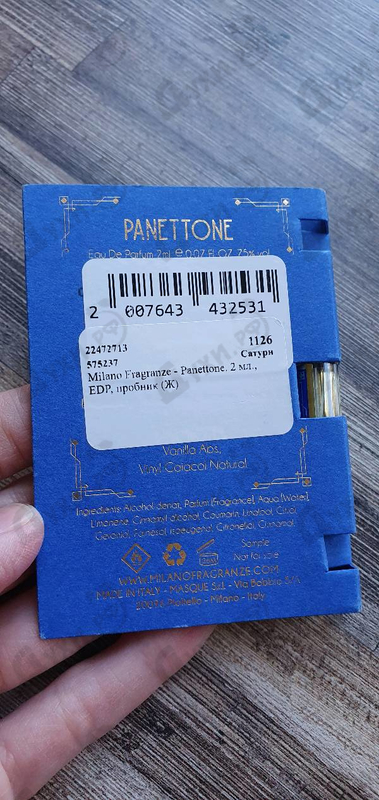 PANETTONE
Eau De Parfum 2ml ℮ 0.07 FL.OZ. 75% vol
2 007643 432531
22472713 1126
575237 Сатурн
Milano Fragranze - Panettone, 2 мл.,
EDP, пробник (Ж)
Vanilla Abs,
Vinyl-Gaiacol Natural
Ingredients: Alcohol denat, Parfum (Fragrance), Aqua (Water),
Limonene, Cinnamyl alcohol, Coumarin, Linalool, Citral,
Geraniol, Farnesol, Isoeugenol, Citronellol, Cinnamal
Sample
Not for sale
WWW.MILANOFRAGRANZE.COM
MADE IN ITALY - MASQUE S.r.l. - Via
Milano - Italy